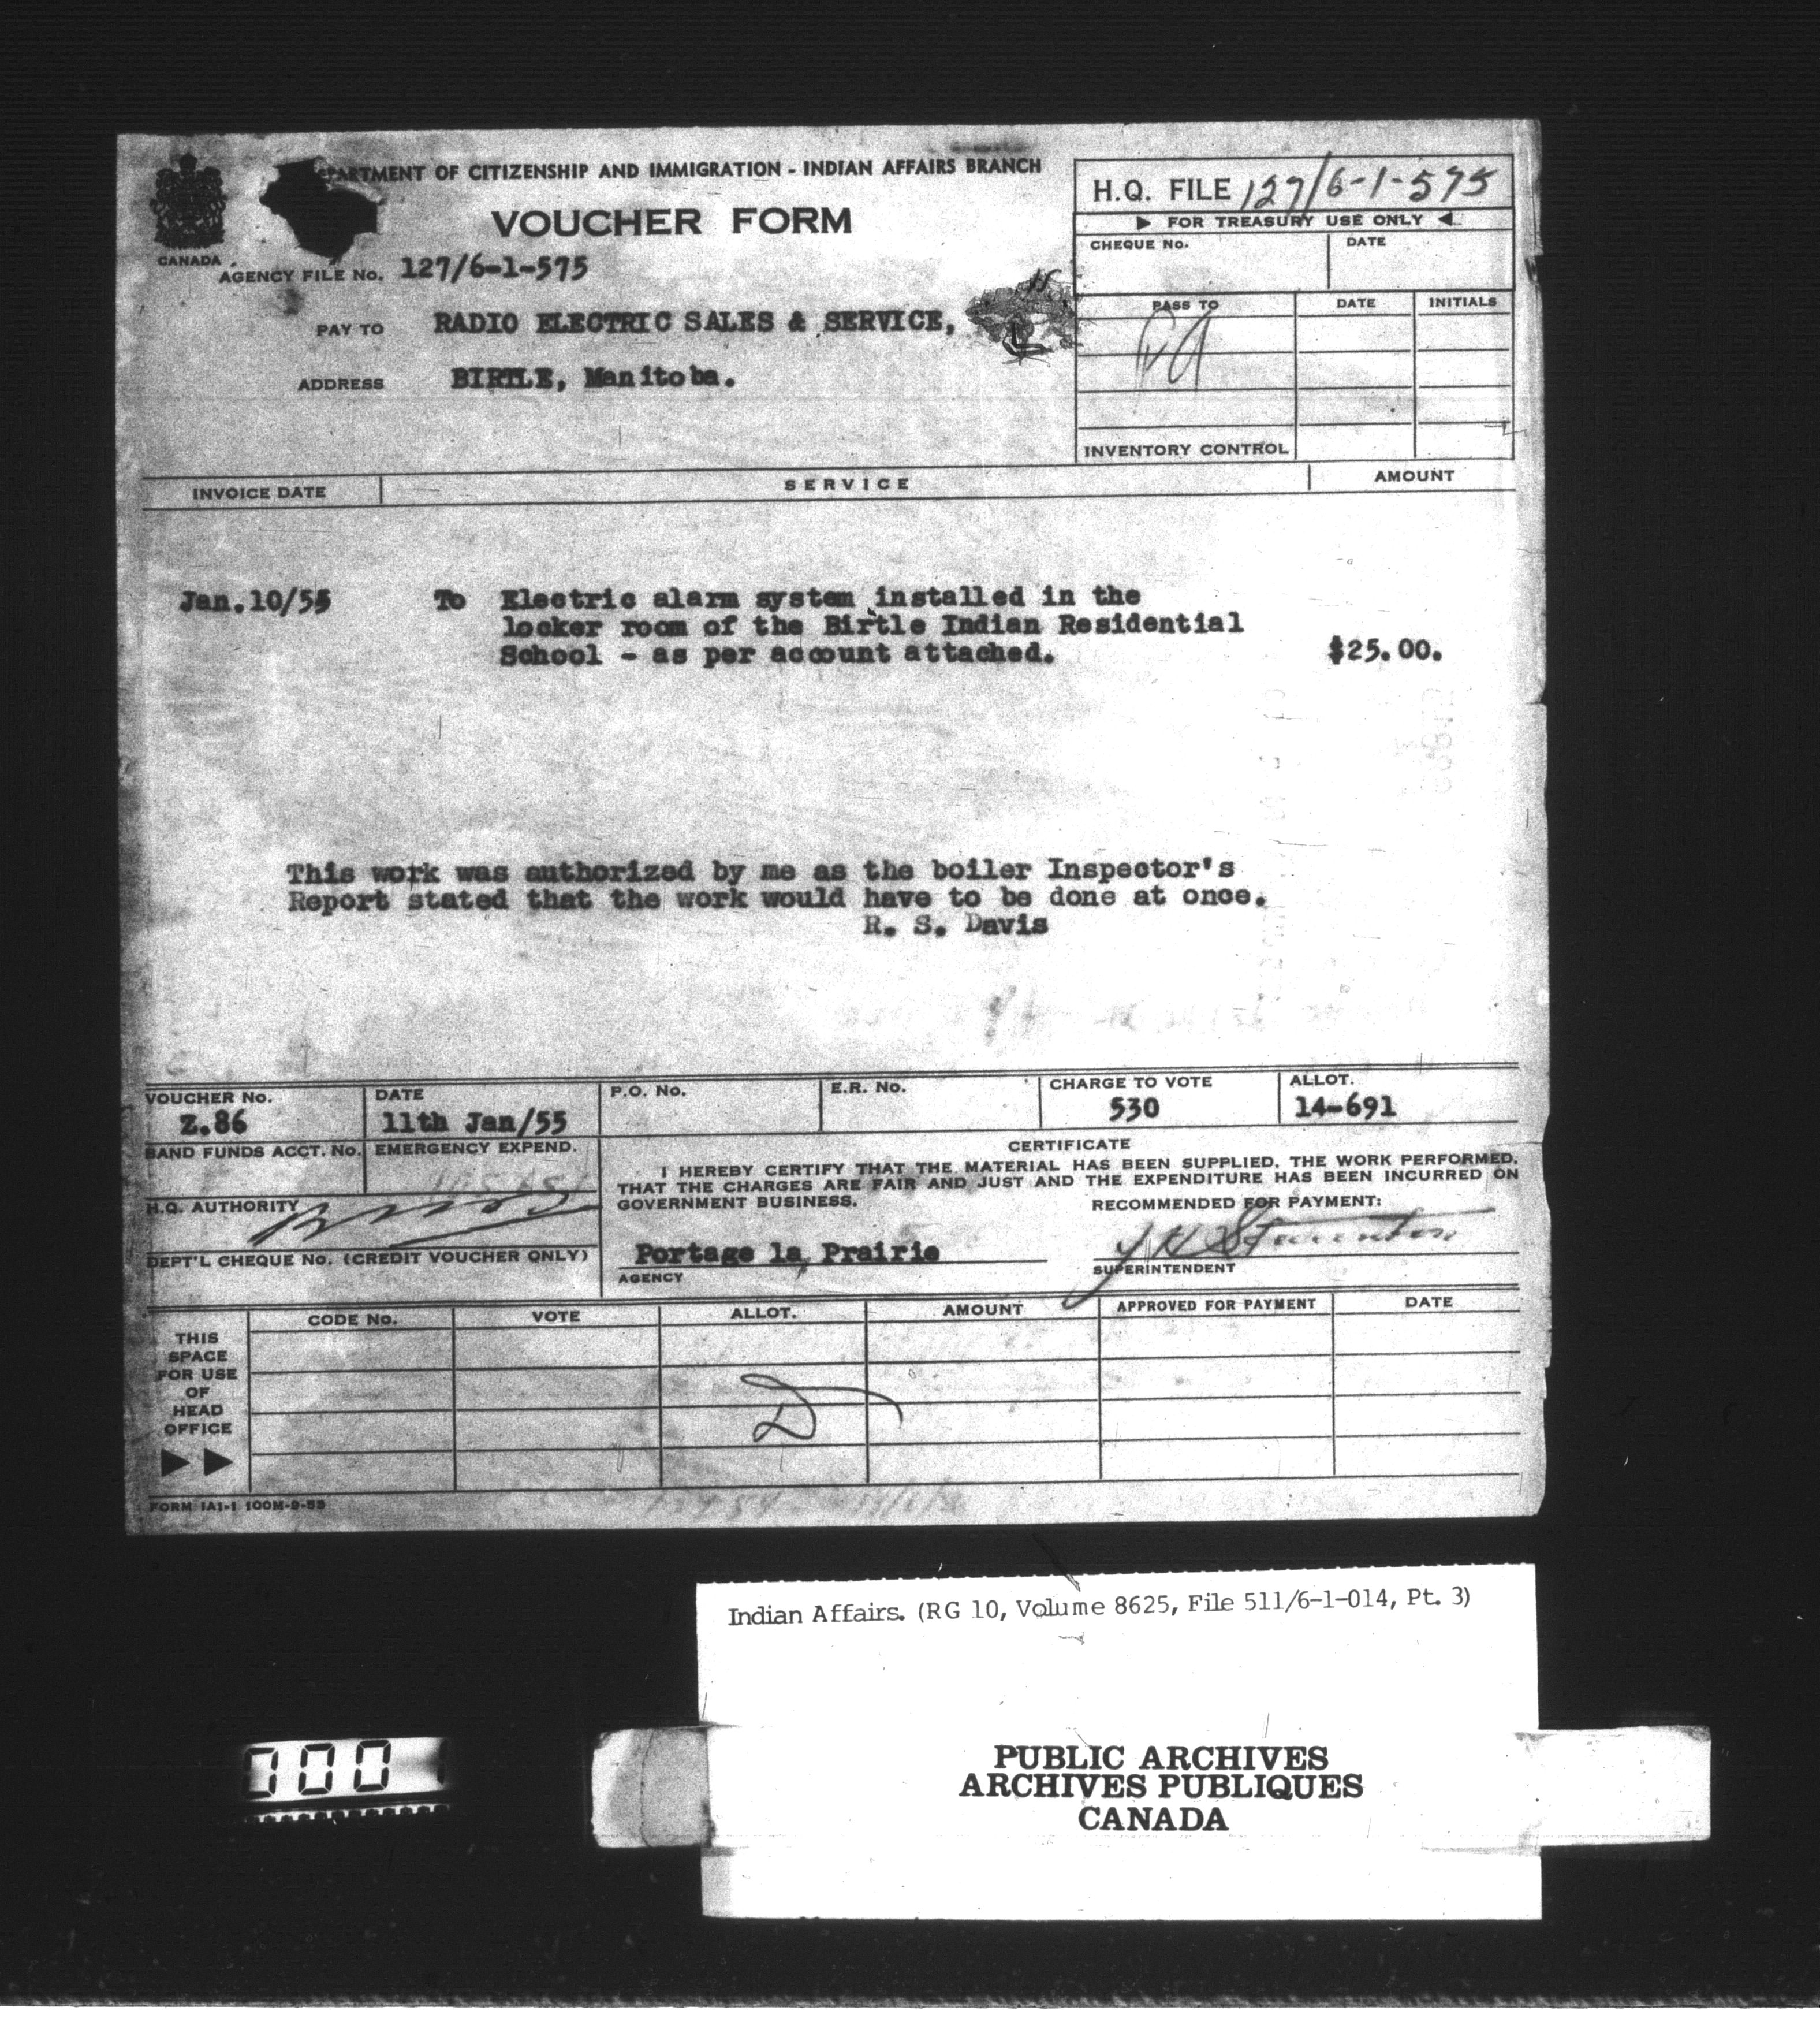 PARTMENT OF CITIZENSHIP AND IMMIGRATION - INDIAN AFFAIRS BRANCH
VOUCHER FORM
CANADA
AGENCY FILE No. 127/6-1-575
PAY TO RADIO ELECTRIC SALES & SERVICE,
ADDRESS BIRTLE, Manitoba.
H.Q. FILE 127/6-1-575
▶ FOR TREASURY USE ONLY ◀
CHEQUE No. DATE
PASS TO DATE INITIALS
INVENTORY CONTROL
INVOICE DATE SERVICE AMOUNT
Jan.10/55 To Electric alarm system installed in the
locker room of the Birtle Indian Residential
School - as per account attached. $25.00.
This work was authorized by me as the boiler Inspector's
Report stated that the work would have to be done at once.
R. S. Davis
VOUCHER No. DATE P.O. No. E.R. No. CHARGE TO VOTE ALLOT.
Z.86 11th Jan/55 530 14-691
BAND FUNDS ACCT. No. EMERGENCY EXPEND.
H.Q. AUTHORITY
DEPT'L CHEQUE No. (CREDIT VOUCHER ONLY)
CERTIFICATE
I HEREBY CERTIFY THAT THE MATERIAL HAS BEEN SUPPLIED, THE WORK PERFORMED,
THAT THE CHARGES ARE FAIR AND JUST AND THE EXPENDITURE HAS BEEN INCURRED ON
GOVERNMENT BUSINESS.
RECOMMENDED FOR PAYMENT:
Portage la Prairie
AGENCY
SUPERINTENDENT
CODE No. VOTE ALLOT. AMOUNT APPROVED FOR PAYMENT DATE
THIS
SPACE
FOR USE
OF
HEAD
OFFICE
▶ ▶
D
FORM IA1-1 100M-9-53
Indian Affairs. (RG 10, Volume 8625, File 511/6-1-014, Pt. 3)
PUBLIC ARCHIVES
ARCHIVES PUBLIQUES
CANADA
0001